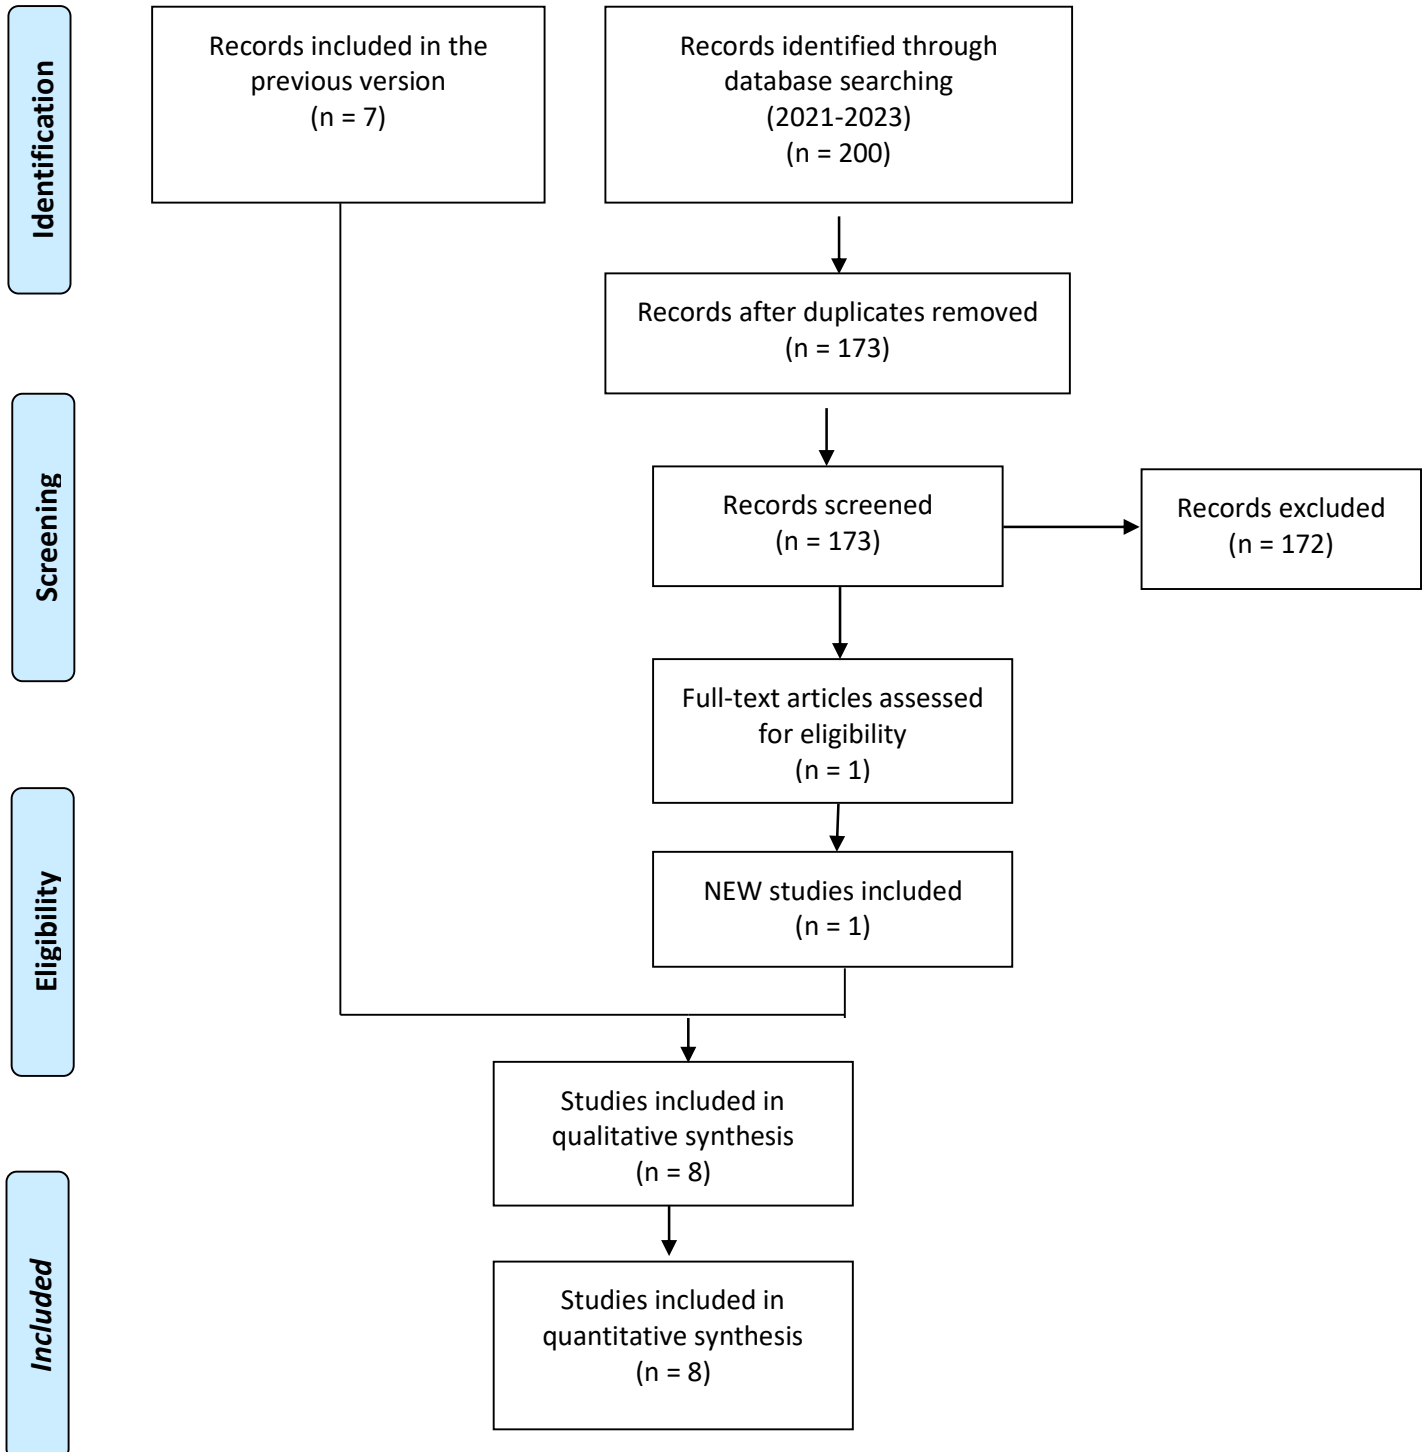 Identification
Records included in the
previous version
(n = 7)
Records identified through
database searching
(2021-2023)
(n = 200)
Records after duplicates removed
(n = 173)
Screening
Records screened
(n = 173)
Records excluded
(n = 172)
Full-text articles assessed
for eligibility
(n = 1)
Eligibility
NEW studies included
(n = 1)
Studies included in
qualitative synthesis
(n = 8)
Included
Studies included in
quantitative synthesis
(n = 8)